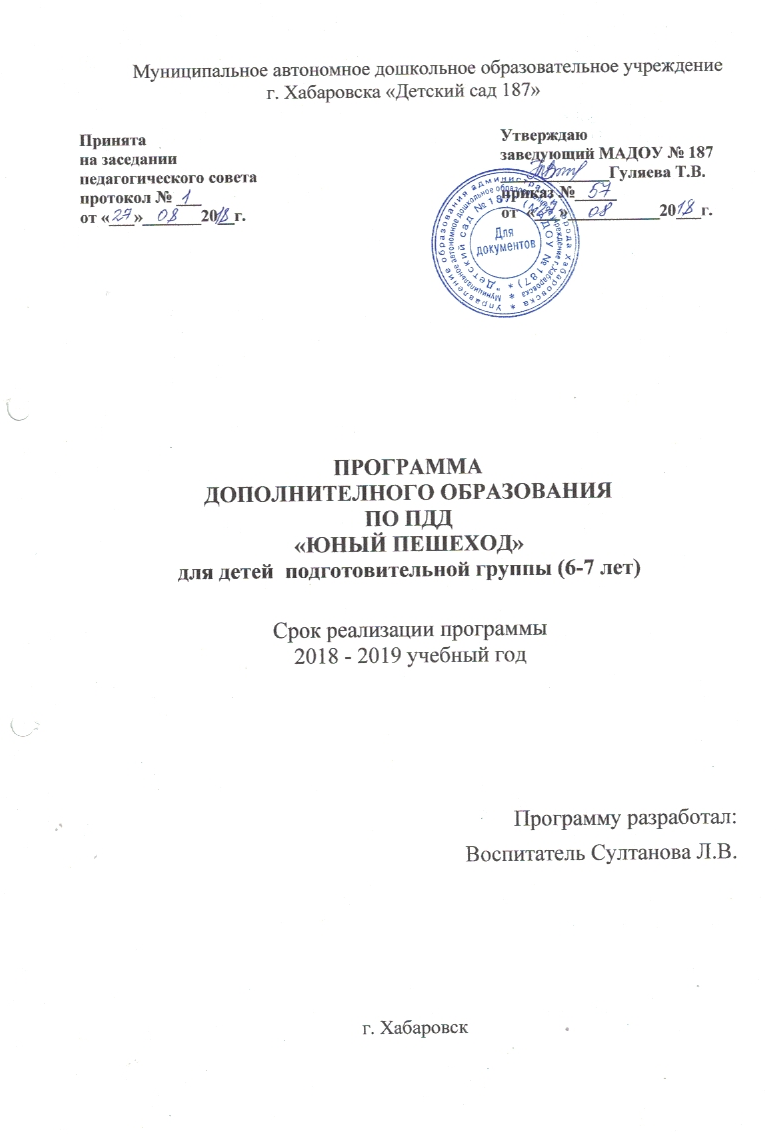 Муниципальное автономное дошкольное образовательное учреждение
г. Хабаровска «Детский сад 187»
Принята
на заседании
педагогического совета
протокол № 1
от «27» 08 2018 г.
Утверждаю
заведующий МАДОУ № 187
Гуляева Т.В.
приказ № 57
от « » 08 2018 г.
Для
документов
ПРОГРАММА
ДОПОЛНИТЕЛНОГО ОБРАЗОВАНИЯ
ПО ПДД
«ЮНЫЙ ПЕШЕХОД»
для детей подготовительной группы (6-7 лет)
Срок реализации программы
2018 - 2019 учебный год
Программу разработал:
Воспитатель Султанова Л.В.
г. Хабаровск